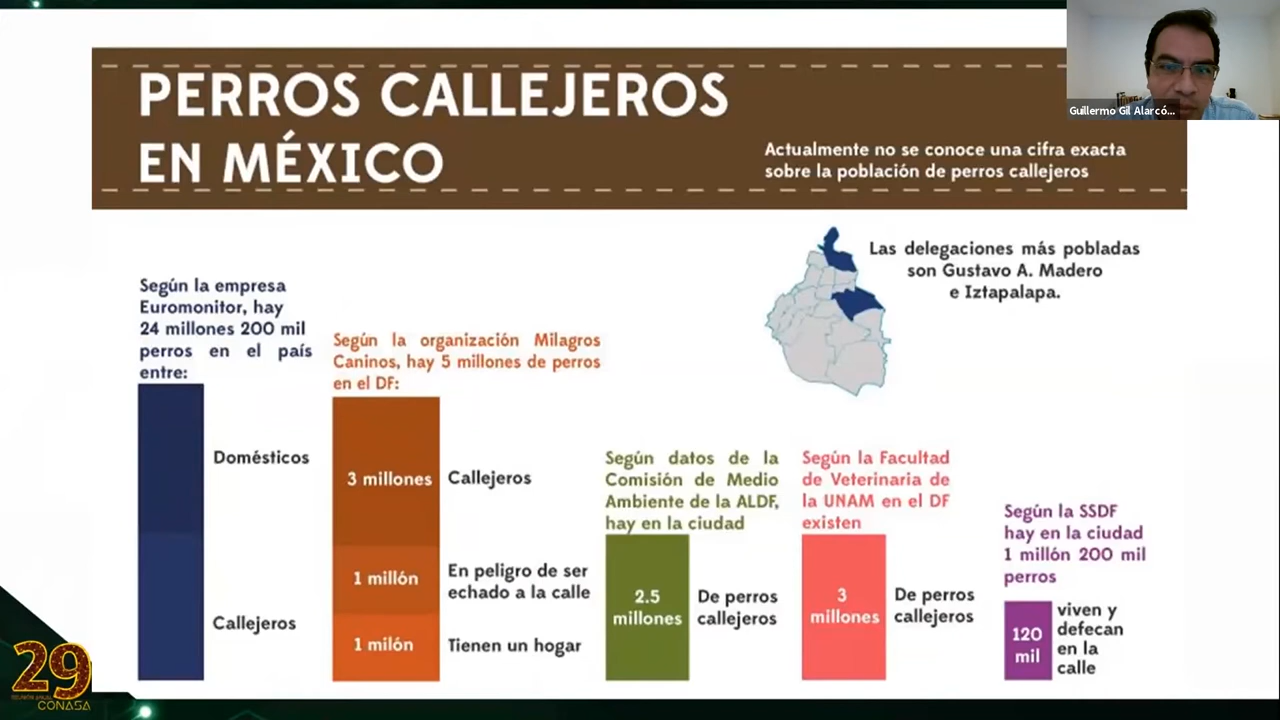 PERROS CALLEJEROS
EN MÉXICO
Actualmente no se conoce una cifra exacta
sobre la población de perros callejeros
Guillermo Gil Alarcó...
Las delegaciones más pobladas
son Gustavo A. Madero
e Iztapalapa.
Según la empresa
Euromonitor, hay
24 millones 200 mil
perros en el país
entre:
Domésticos
Callejeros
Según la organización Milagros
Caninos, hay 5 millones de perros
en el DF:
3 millones
Callejeros
1 millón
En peligro de ser
echado a la calle
1 milón
Tienen un hogar
Según datos de la
Comisión de Medio
Ambiente de la ALDF,
hay en la ciudad
2.5
millones
De perros
callejeros
Según la Facultad
de Veterinaria de
la UNAM en el DF
existen
3
millones
De perros
callejeros
Según la SSDF
hay en la ciudad
1 millón 200 mil
perros
120
mil
viven y
defecan
en la
calle
29
REUNIÓN ANUAL
CONASA